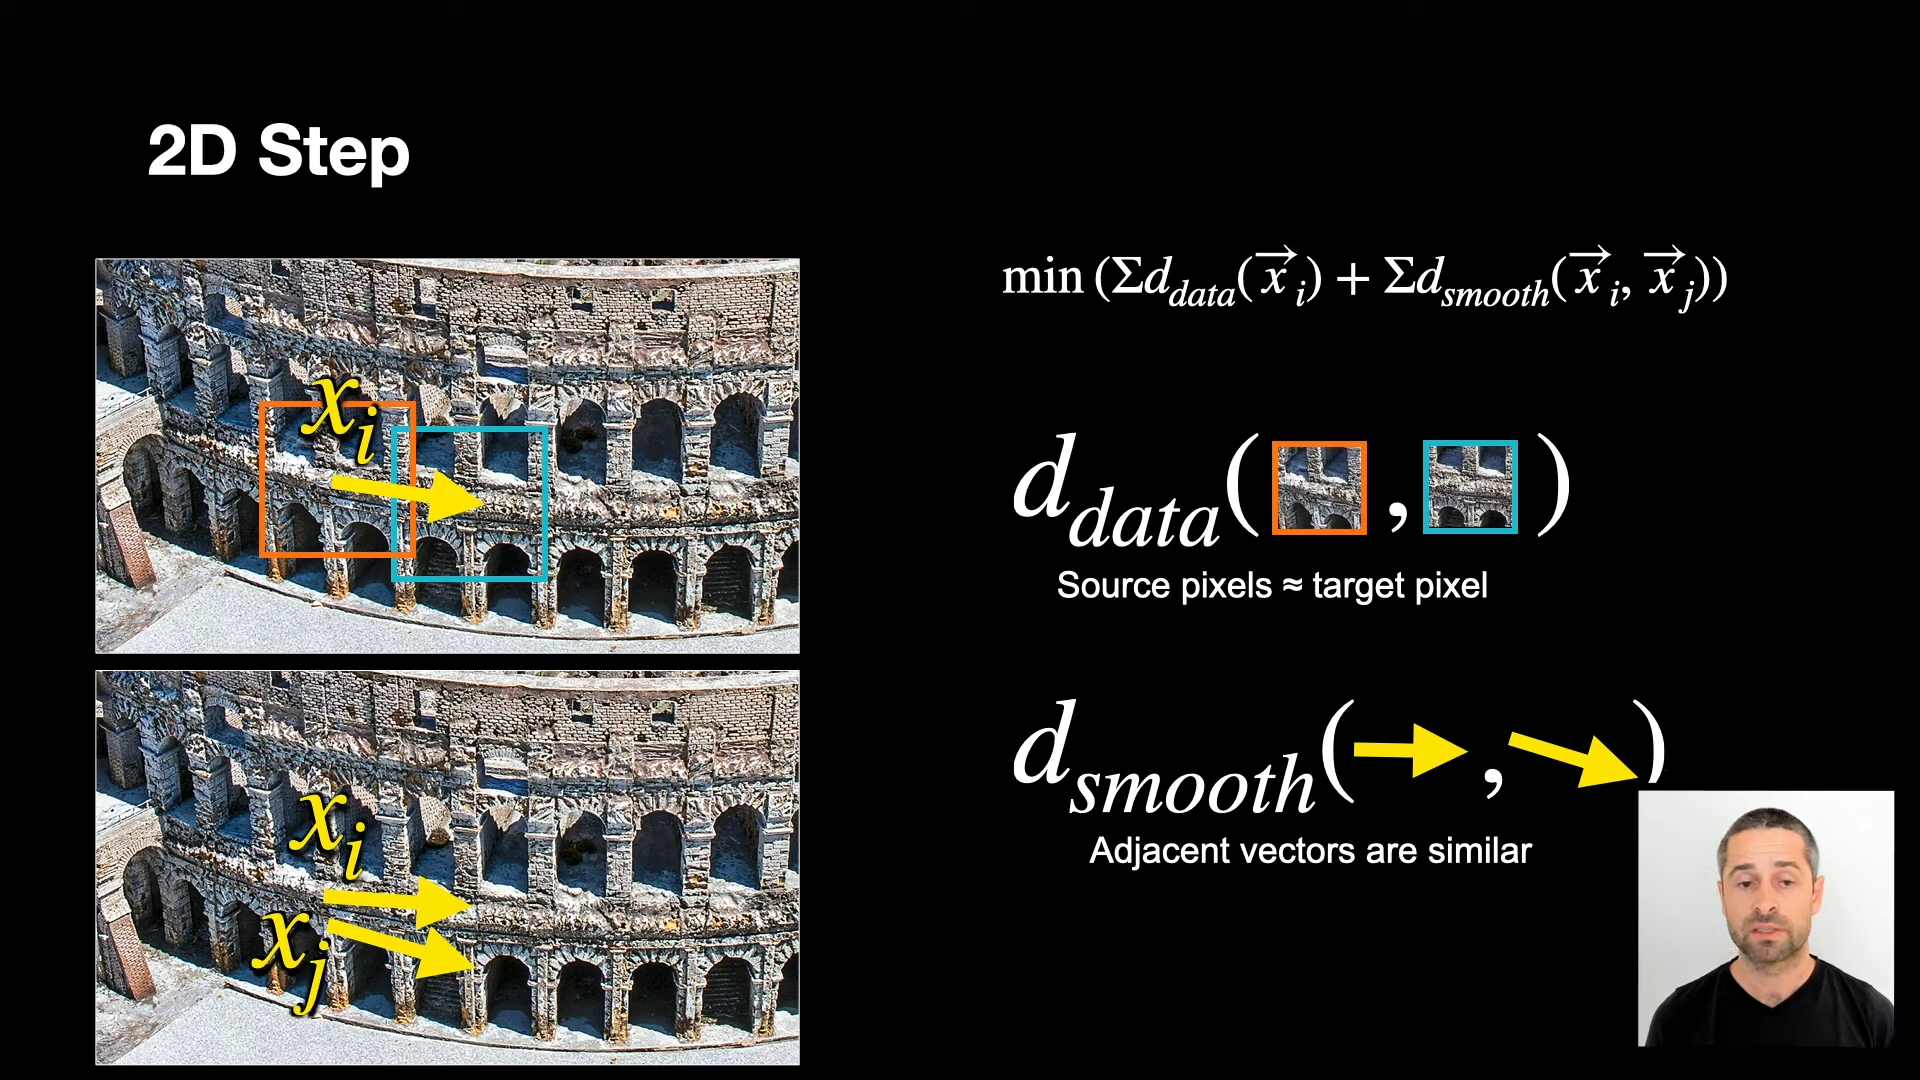 2D Step
min (Σd_data(x⃗_i) + Σd_smooth(x⃗_i, x⃗_j))
x_i
d_data( , )
Source pixels ≈ target pixel
x_i
x_j
d_smooth( , )
Adjacent vectors are similar